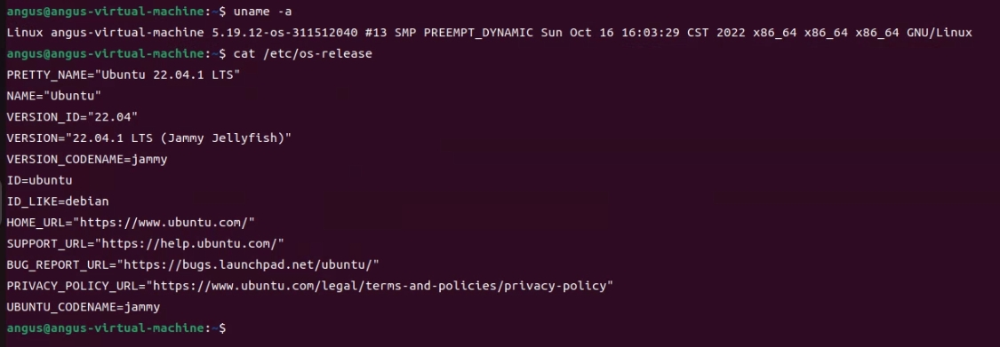 angus@angus-virtual-machine:~$ uname -a
Linux angus-virtual-machine 5.19.12-os-311512040 #13 SMP PREEMPT_DYNAMIC Sun Oct 16 16:03:29 CST 2022 x86_64 x86_64 x86_64 GNU/Linux
angus@angus-virtual-machine:~$ cat /etc/os-release
PRETTY_NAME="Ubuntu 22.04.1 LTS"
NAME="Ubuntu"
VERSION_ID="22.04"
VERSION="22.04.1 LTS (Jammy Jellyfish)"
VERSION_CODENAME=jammy
ID=ubuntu
ID_LIKE=debian
HOME_URL="https://www.ubuntu.com/"
SUPPORT_URL="https://help.ubuntu.com/"
BUG_REPORT_URL="https://bugs.launchpad.net/ubuntu/"
PRIVACY_POLICY_URL="https://www.ubuntu.com/legal/terms-and-policies/privacy-policy"
UBUNTU_CODENAME=jammy
angus@angus-virtual-machine:~$